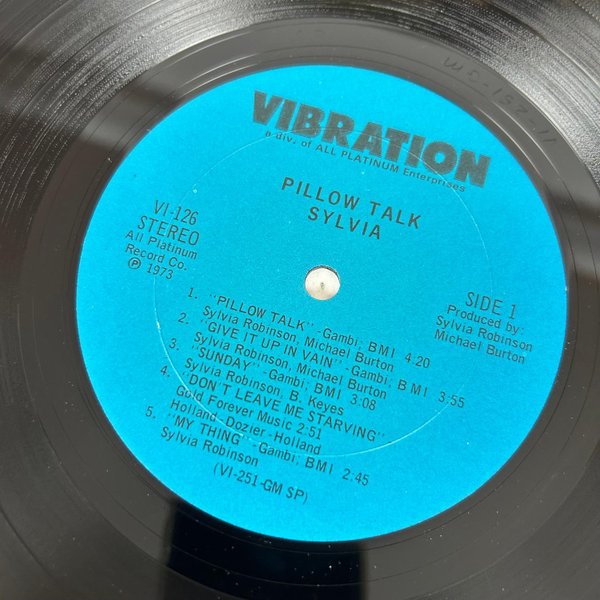 VIBRATION
a div. of ALL PLATINUM Enterprises
PILLOW TALK
SYLVIA
VI-126
STEREO
All Platinum
Record Co.
Ⓟ 1973
SIDE 1
Produced by:
Sylvia Robinson
Michael Burton
1. "PILLOW TALK" - Gambi; BMI 4:20
Sylvia Robinson, Michael Burton
2. "GIVE IT UP IN VAIN" - Gambi; BMI 3:55
Sylvia Robinson, Michael Burton
3. "SUNDAY" - Gambi; BMI 3:08
Sylvia Robinson, B. Keyes
4. "DON'T LEAVE ME STARVING"
Gold Forever Music 2:51
Holland-Dozier-Holland
5. "MY THING" - Gambi; BMI 2:45
Sylvia Robinson
(VI-251-GM SP)